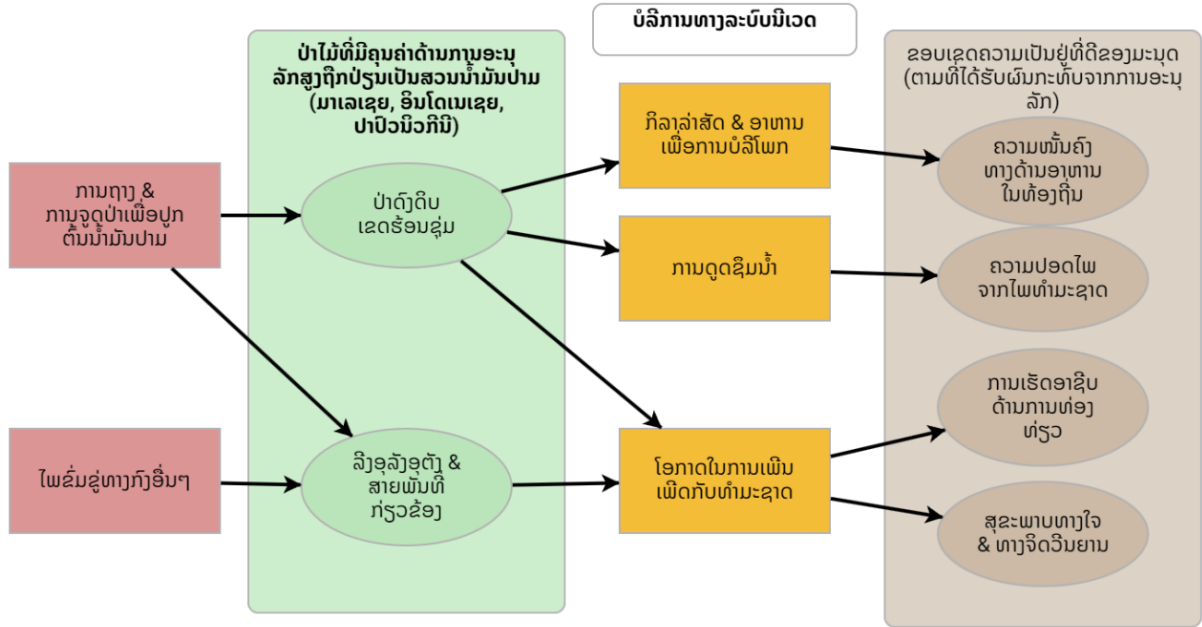 ບໍລິການທາງລະບົບນິເວດ
ປ່າໄມ້ທີ່ມີຄຸນຄ່າດ້ານການອະນຸ
ລັກສູງຖືກປ່ຽນເປັນສວນນ້ຳມັນປາມ
(ມາເລເຊຍ, ອິນໂດເນເຊຍ,
ປາປົວນິວກີນີ)
ຂອບເຂດຄວາມເປັນຢູ່ທີ່ດີຂອງມະນຸດ
(ຕາມທີ່ໄດ້ຮັບຜົນກະທົບຈາກການອະນຸ
ລັກ)
ການຖາງ &
ການຈູດປ່າເພື່ອປູກ
ຕົ້ນນ້ຳມັນປາມ
ປ່າດົງດິບ
ເຂດຮ້ອນຊຸ່ມ
ກິລາລ່າສັດ & ອາຫານ
ເພື່ອການບໍລິໂພກ
ຄວາມໝັ້ນຄົງ
ທາງດ້ານອາຫານ
ໃນທ້ອງຖິ່ນ
ການດູດຊຶມນ້ຳ
ຄວາມປອດໄພ
ຈາກໄພທຳມະຊາດ
ໄພຂົ່ມຂູ່ທາງກົງອື່ນໆ
ລີງອຸລັງອຸຕັງ &
ສາຍພັນທີ່
ກ່ຽວຂ້ອງ
ໂອກາດໃນການເພີນ
ເພີດກັບທຳມະຊາດ
ການເຮັດອາຊີບ
ດ້ານການທ່ອງ
ທ່ຽວ
ສຸຂະພາບທາງໃຈ
& ທາງຈິດວິນຍານ